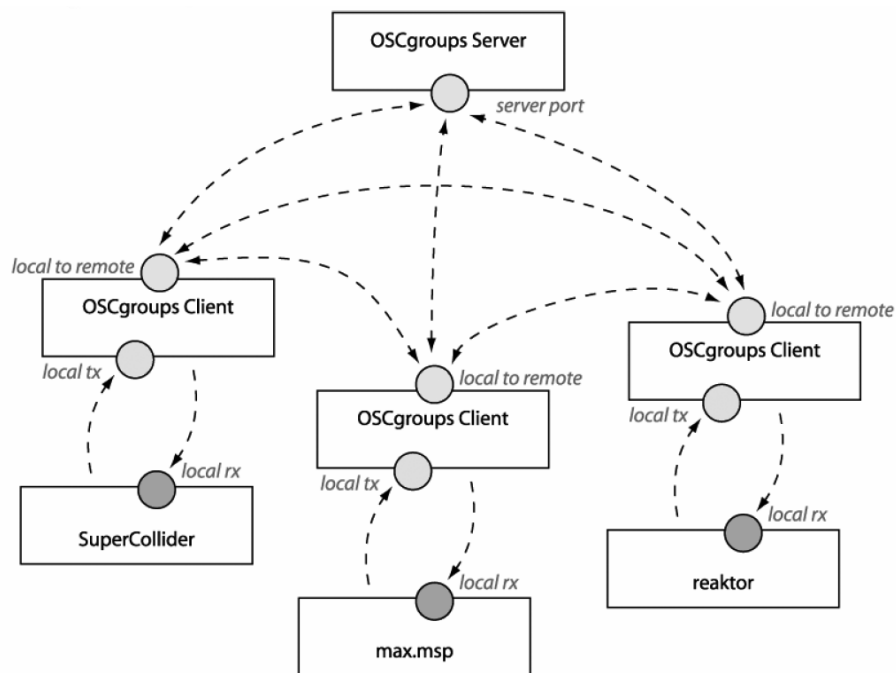 OSCgroups Server
server port
local to remote
OSCgroups Client
local tx
local rx
SuperCollider
local to remote
OSCgroups Client
local tx
local rx
max.msp
local to remote
OSCgroups Client
local tx
local rx
reaktor